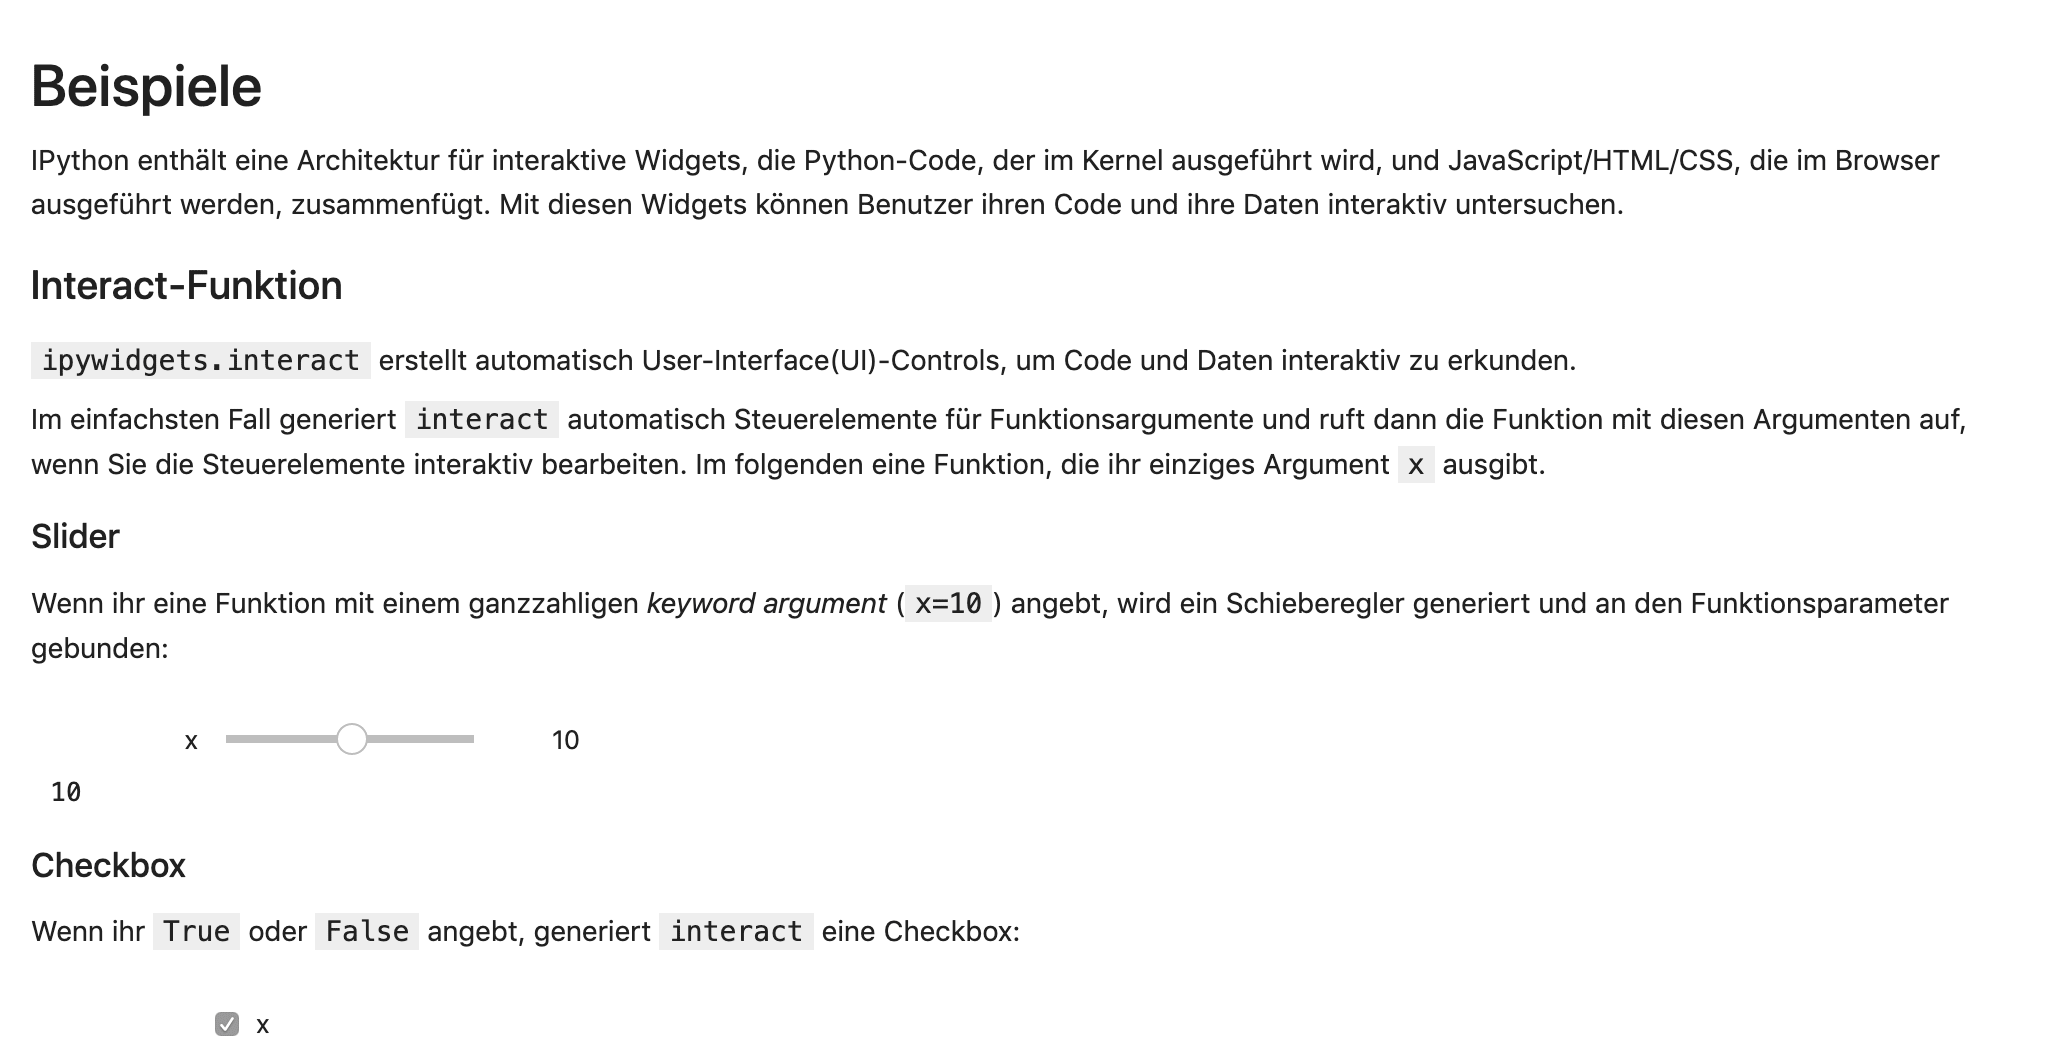 Beispiele
IPython enthält eine Architektur für interaktive Widgets, die Python-Code, der im Kernel ausgeführt wird, und JavaScript/HTML/CSS, die im Browser
ausgeführt werden, zusammenfügt. Mit diesen Widgets können Benutzer ihren Code und ihre Daten interaktiv untersuchen.
Interact-Funktion
ipywidgets.interact erstellt automatisch User-Interface(UI)-Controls, um Code und Daten interaktiv zu erkunden.
Im einfachsten Fall generiert interact automatisch Steuerelemente für Funktionsargumente und ruft dann die Funktion mit diesen Argumenten auf,
wenn Sie die Steuerelemente interaktiv bearbeiten. Im folgenden eine Funktion, die ihr einziges Argument x ausgibt.
Slider
Wenn ihr eine Funktion mit einem ganzzahligen keyword argument (x=10) angebt, wird ein Schieberegler generiert und an den Funktionsparameter
gebunden:
x 10
10
Checkbox
Wenn ihr True oder False angebt, generiert interact eine Checkbox:
x